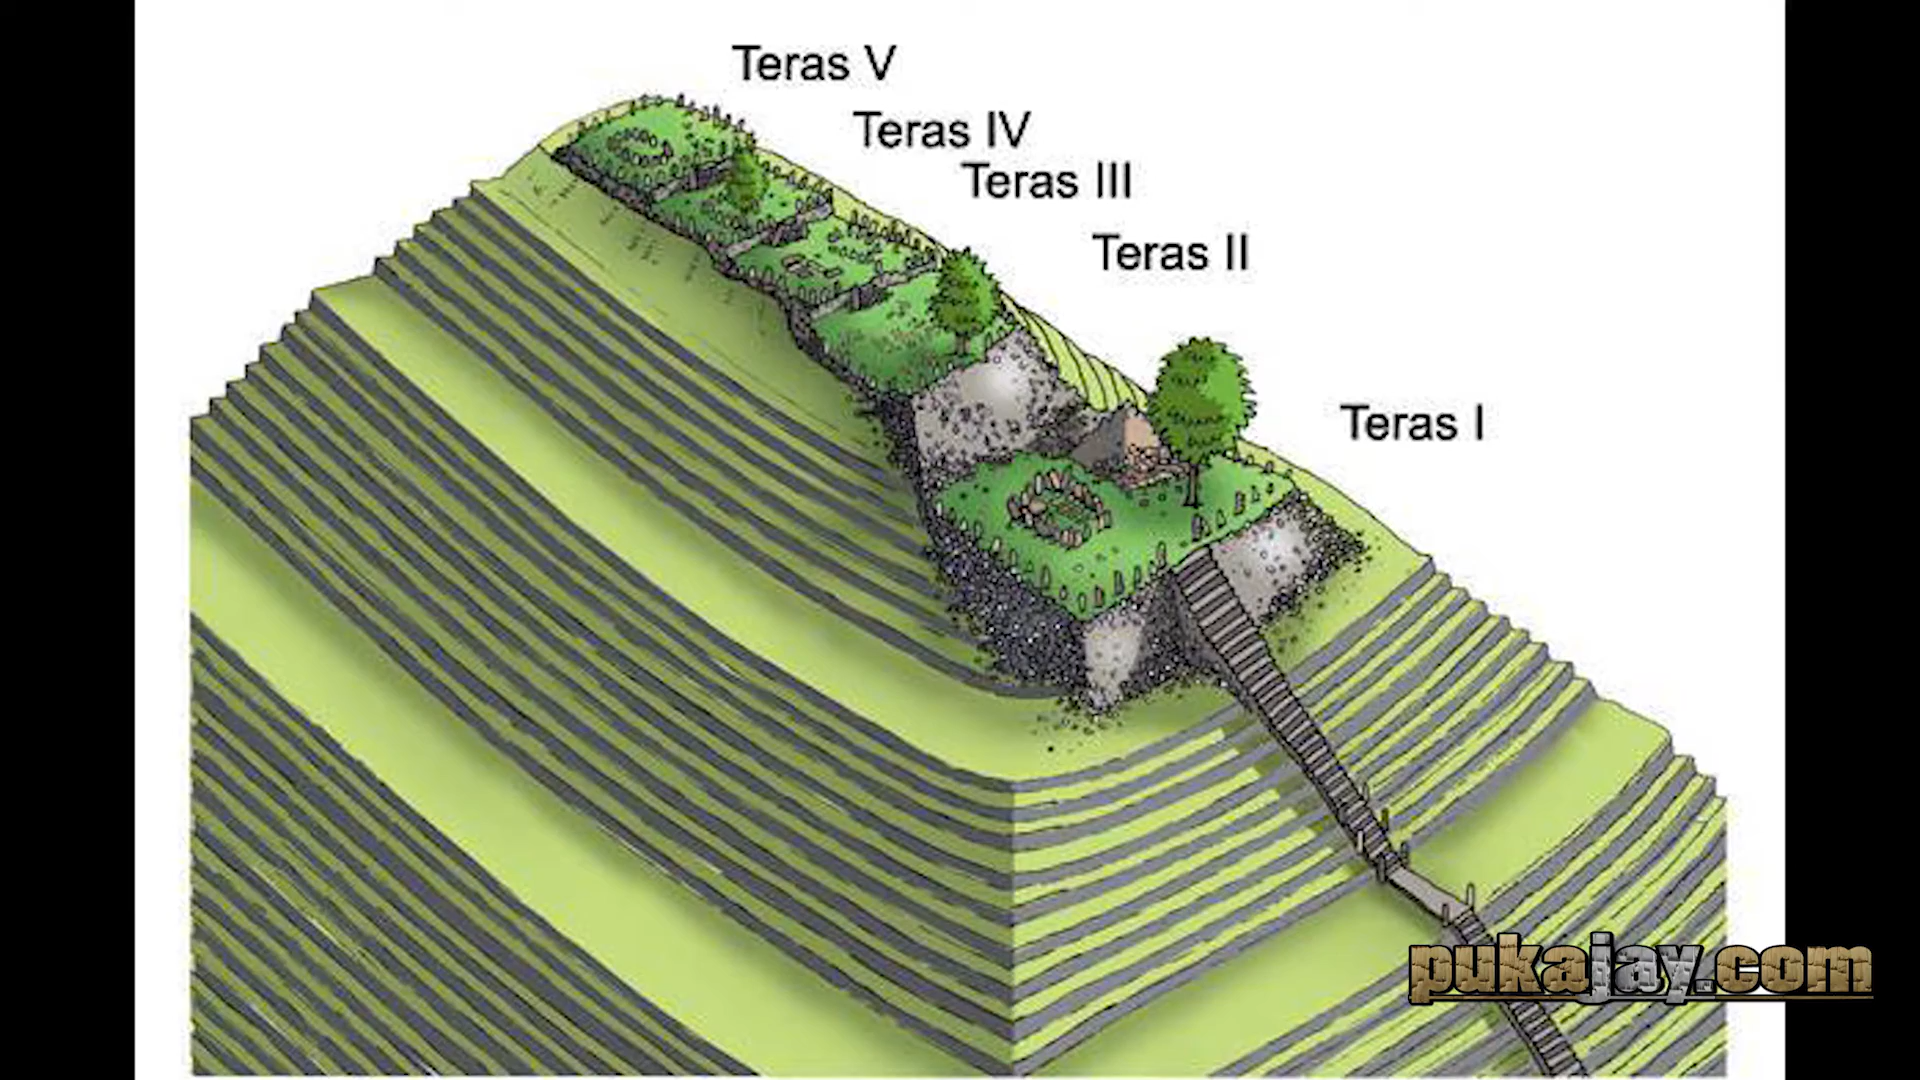 Teras V
Teras IV
Teras III
Teras II
Teras I
pukajay.com